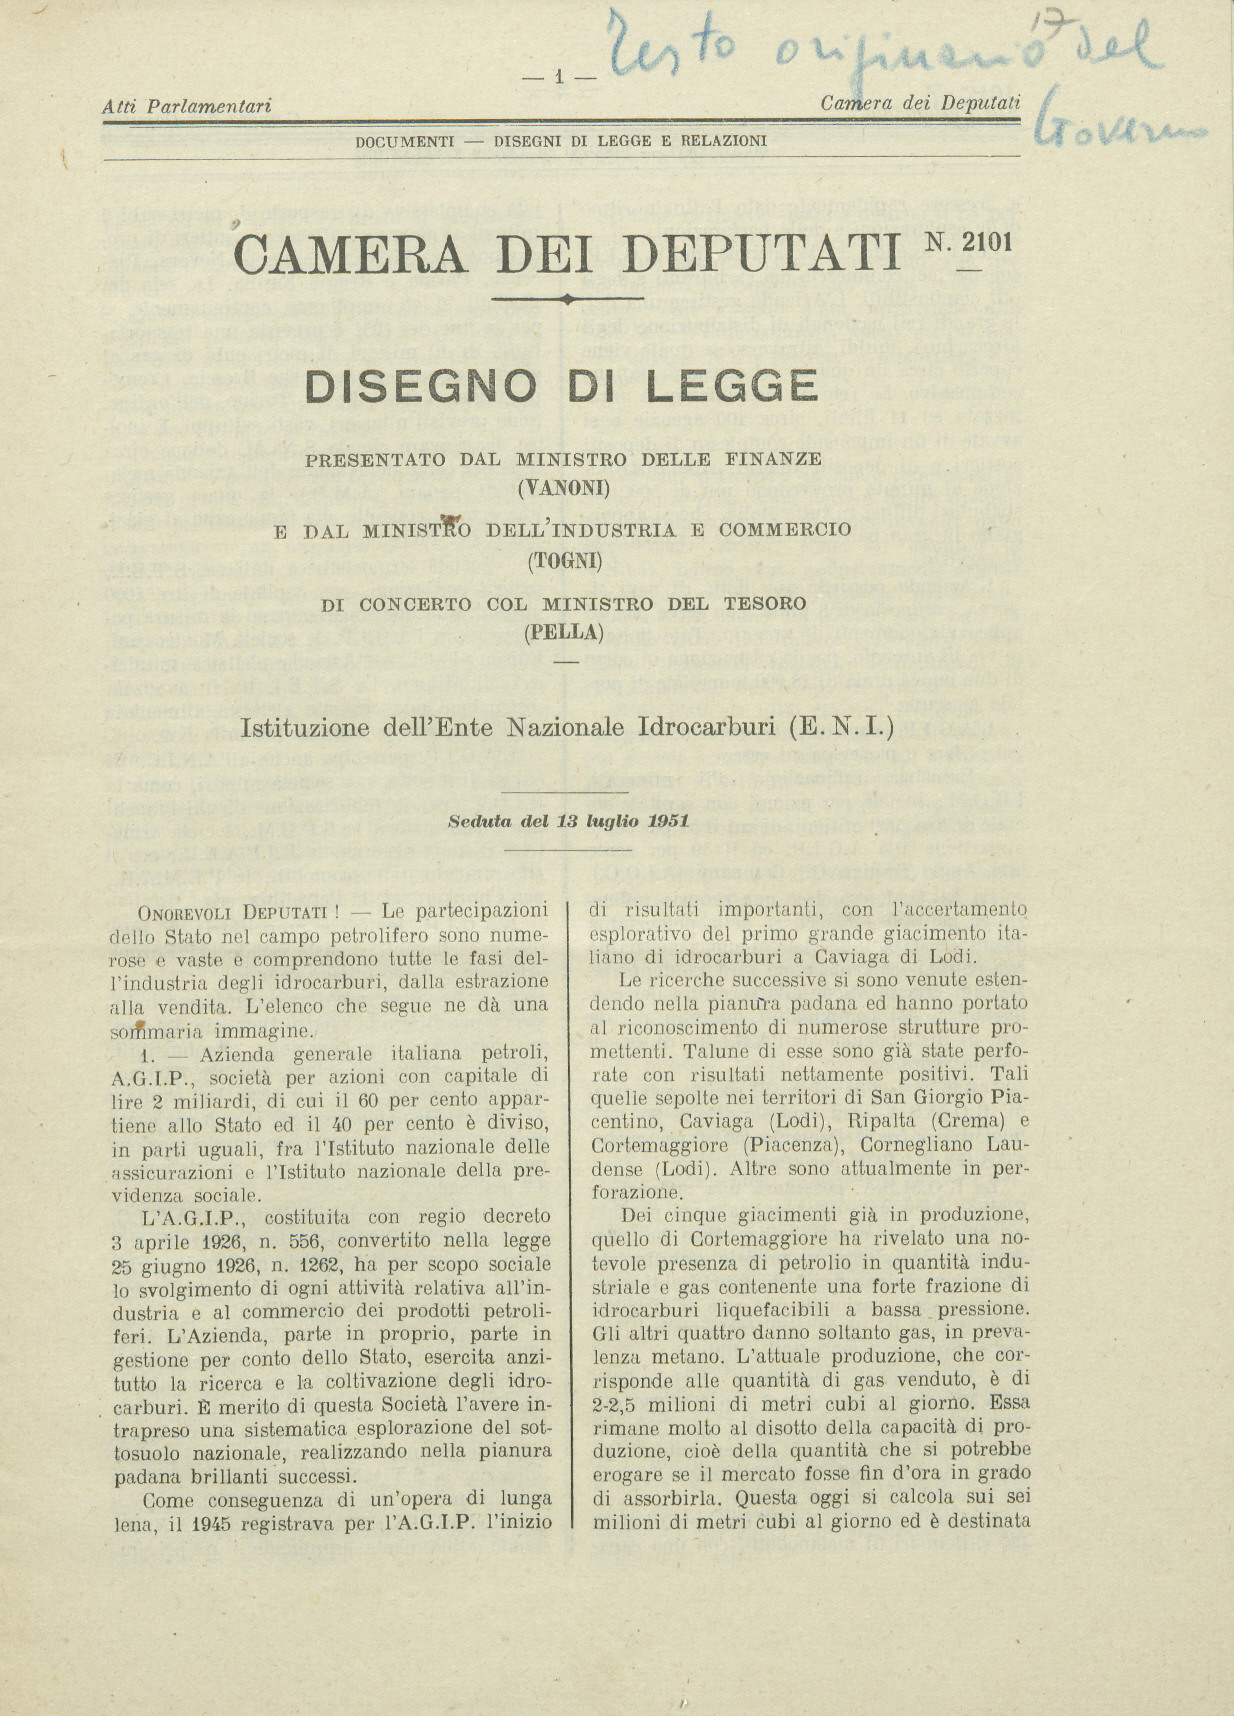 Testo originario del
Governo
17
— 1 —
Atti Parlamentari
Camera dei Deputati
DOCUMENTI — DISEGNI DI LEGGE E RELAZIONI
CAMERA DEI DEPUTATI N. 2101
DISEGNO DI LEGGE
PRESENTATO DAL MINISTRO DELLE FINANZE
(VANONI)
E DAL MINISTRO DELL'INDUSTRIA E COMMERCIO
(TOGNI)
DI CONCERTO COL MINISTRO DEL TESORO
(PELLA)
Istituzione dell'Ente Nazionale Idrocarburi (E. N. I.)
Seduta del 13 luglio 1951
ONOREVOLI DEPUTATI ! — Le partecipazioni
dello Stato nel campo petrolifero sono nume-
rose e vaste e comprendono tutte le fasi del-
l'industria degli idrocarburi, dalla estrazione
alla vendita. L'elenco che segue ne dà una
sommaria immagine.
1. — Azienda generale italiana petroli,
A.G.I.P., società per azioni con capitale di
lire 2 miliardi, di cui il 60 per cento appar-
tiene allo Stato ed il 40 per cento è diviso,
in parti uguali, fra l'Istituto nazionale delle
assicurazioni e l'Istituto nazionale della pre-
videnza sociale.
L'A.G.I.P., costituita con regio decreto
3 aprile 1926, n. 556, convertito nella legge
25 giugno 1926, n. 1262, ha per scopo sociale
lo svolgimento di ogni attività relativa all'in-
dustria e al commercio dei prodotti petroli-
feri. L'Azienda, parte in proprio, parte in
gestione per conto dello Stato, esercita anzi-
tutto la ricerca e la coltivazione degli idro-
carburi. È merito di questa Società l'avere in-
trapreso una sistematica esplorazione del sot-
tosuolo nazionale, realizzando nella pianura
padana brillanti successi.
Come conseguenza di un'opera di lunga
lena, il 1945 registrava per l'A.G.I.P. l'inizio
di risultati importanti, con l'accertamento
esplorativo del primo grande giacimento ita-
liano di idrocarburi a Caviaga di Lodi.
Le ricerche successive si sono venute esten-
dendo nella pianura padana ed hanno portato
al riconoscimento di numerose strutture pro-
mettenti. Talune di esse sono già state perfo-
rate con risultati nettamente positivi. Tali
quelle sepolte nei territori di San Giorgio Pia-
centino, Caviaga (Lodi), Ripalta (Crema) e
Cortemaggiore (Piacenza), Cornegliano Lau-
dense (Lodi). Altre sono attualmente in per-
forazione.
Dei cinque giacimenti già in produzione,
quello di Cortemaggiore ha rivelato una no-
tevole presenza di petrolio in quantità indu-
striale e gas contenente una forte frazione di
idrocarburi liquefacibili a bassa pressione.
Gli altri quattro danno soltanto gas, in preva-
lenza metano. L'attuale produzione, che cor-
risponde alle quantità di gas venduto, è di
2-2,5 milioni di metri cubi al giorno. Essa
rimane molto al disotto della capacità di pro-
duzione, cioè della quantità che si potrebbe
erogare se il mercato fosse fin d'ora in grado
di assorbirla. Questa oggi si calcola sui sei
milioni di metri cubi al giorno ed è destinata